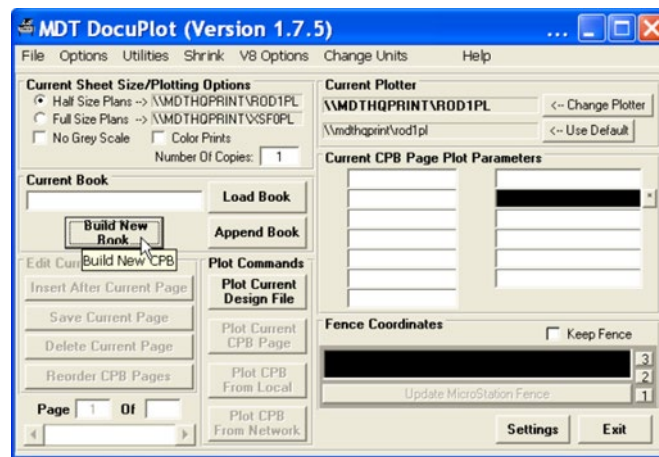 MDT DocuPlot (Version 1.7.5) ...
File Options Utilities Shrink V8 Options Change Units Help
Current Sheet Size/Plotting Options
Half Size Plans --> \\MDTHQPRINT\ROD1PL
Full Size Plans --> \\MDTHQPRINT\XSF0PL
No Grey Scale Color Prints
Number Of Copies: 1
Current Plotter
\\MDTHQPRINT\ROD1PL <-- Change Plotter
\\mdthqprint\rod1pl <-- Use Default
Current CPB Page Plot Parameters
*
Current Book
Load Book
Build New
Book
Append Book
Build New CPB
Edit Cur
Insert After Current Page
Save Current Page
Delete Current Page
Reorder CPB Pages
Page 1 Of
Plot Commands
Plot Current
Design File
Plot Current
CPB Page
Plot CPB
From Local
Plot CPB
From Network
Fence Coordinates Keep Fence
3
2
Update MicroStation Fence 1
Settings Exit